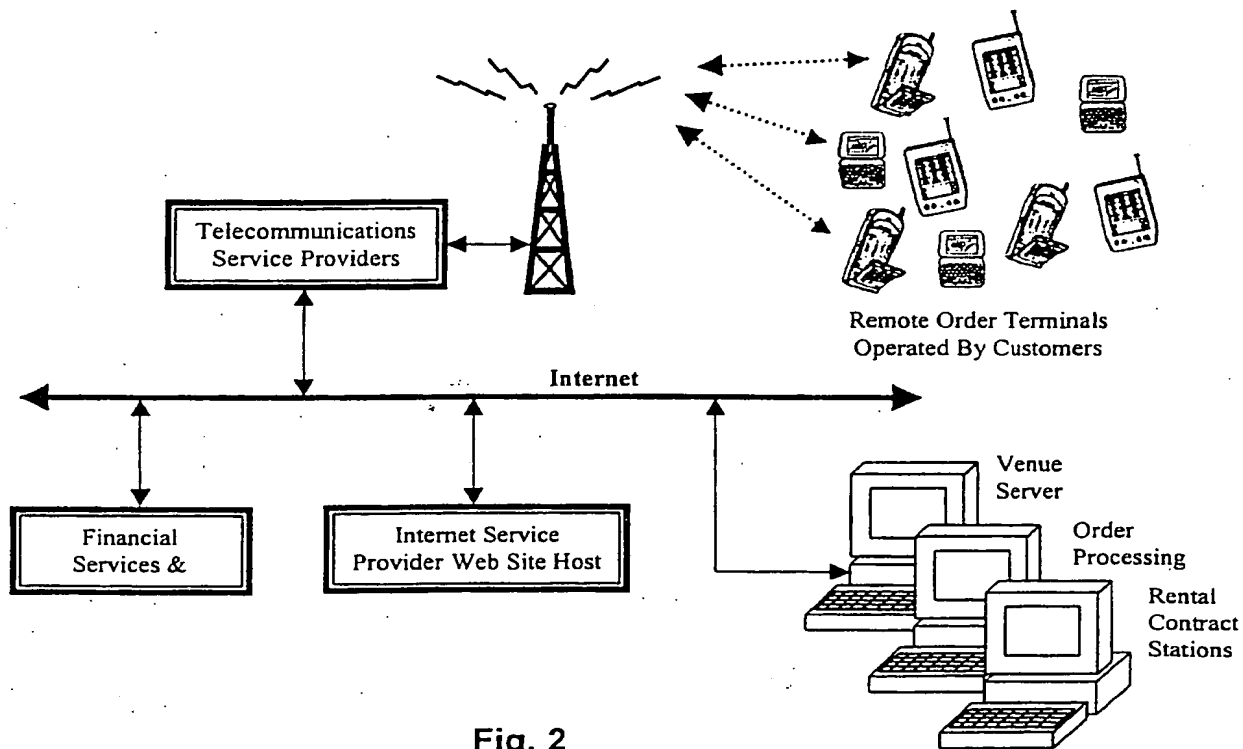 Telecommunications
Service Providers
Remote Order Terminals
Operated By Customers
Internet
Venue
Server
Financial
Services &
Internet Service
Provider Web Site Host
Order
Processing
Rental
Contract
Stations
Fig. 2